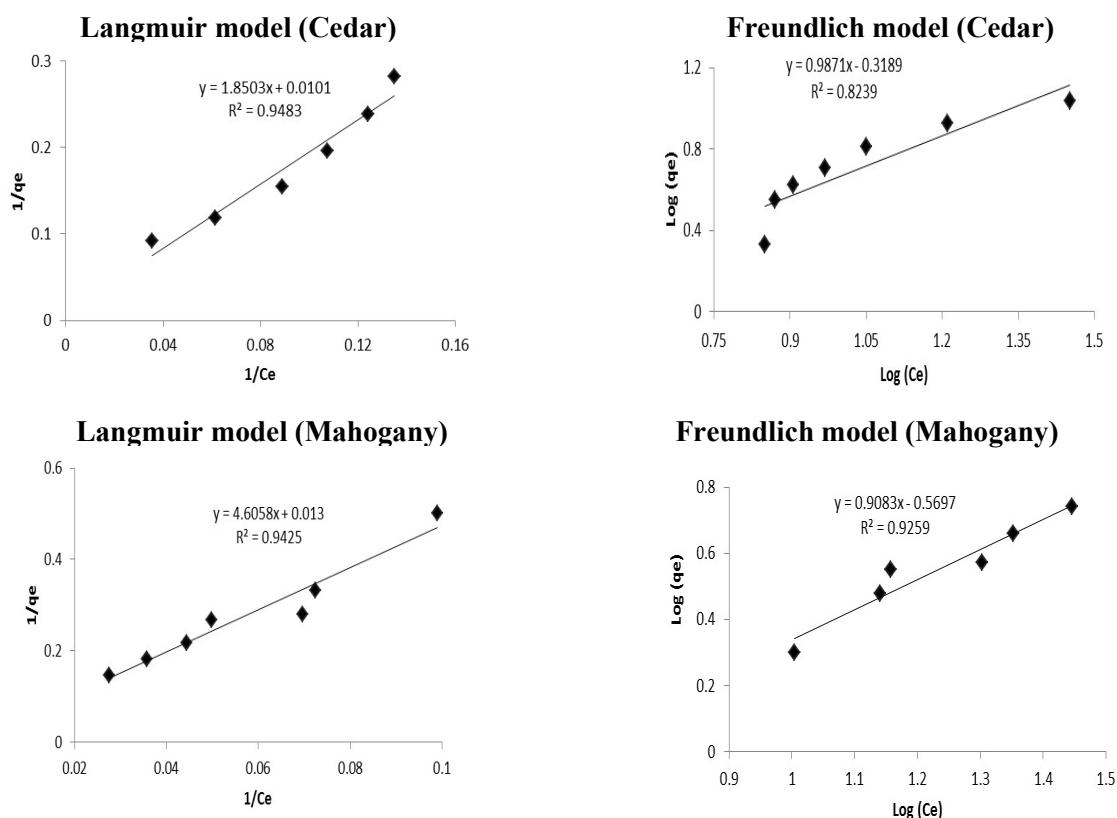 Langmuir model (Cedar)
y = 1.8503x + 0.0101
R² = 0.9483
0.3
0.2
0.1
0
1/qe
0
0.04
0.08
0.12
0.16
1/Ce
Freundlich model (Cedar)
y = 0.9871x - 0.3189
R² = 0.8239
1.2
0.8
0.4
0
Log (qe)
0.75
0.9
1.05
1.2
1.35
1.5
Log (Ce)
Langmuir model (Mahogany)
y = 4.6058x + 0.013
R² = 0.9425
0.6
0.4
0.2
0
1/qe
0.02
0.04
0.06
0.08
0.1
1/Ce
Freundlich model (Mahogany)
y = 0.9083x - 0.5697
R² = 0.9259
0.8
0.6
0.4
0.2
0
Log (qe)
0.9
1
1.1
1.2
1.3
1.4
1.5
Log (Ce)